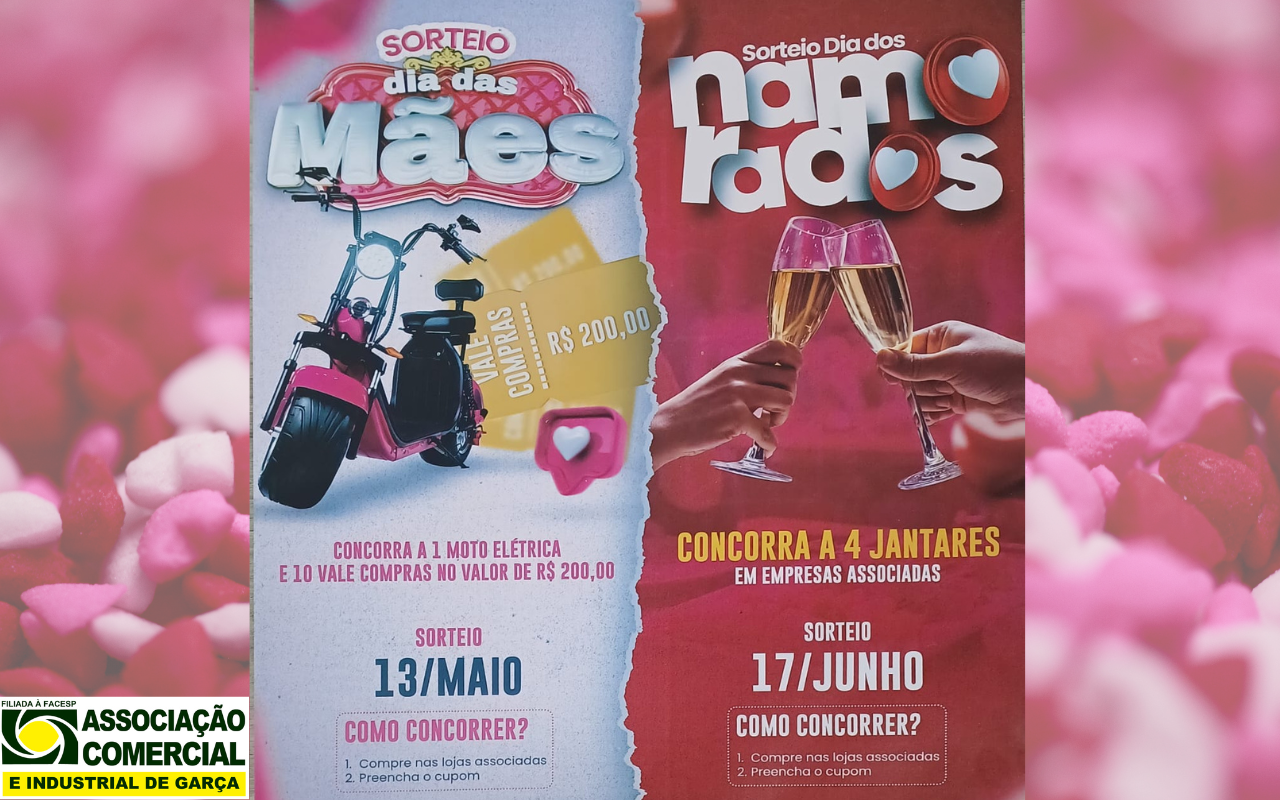 SORTEIO
dia das
Mães
R$ 200,00
VALE
COMPRAS
R$ 200,00
CONCORRA A 1 MOTO ELÉTRICA
E 10 VALE COMPRAS NO VALOR DE R$ 200,00
SORTEIO
13/MAIO
COMO CONCORRER?
1. Compre nas lojas associadas
2. Preencha o cupom
Sorteio Dia dos
namo
rados
CONCORRA A 4 JANTARES
EM EMPRESAS ASSOCIADAS
SORTEIO
17/JUNHO
COMO CONCORRER?
1. Compre nas lojas associadas
2. Preencha o cupom
FILIADA À FACESP
ASSOCIAÇÃO
COMERCIAL
E INDUSTRIAL DE GARÇA